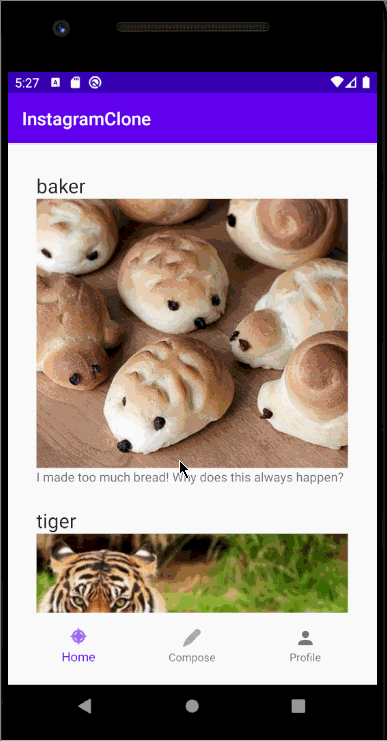 5:27
InstagramClone
baker
I made too much bread! Why does this always happen?
tiger
Home Compose Profile